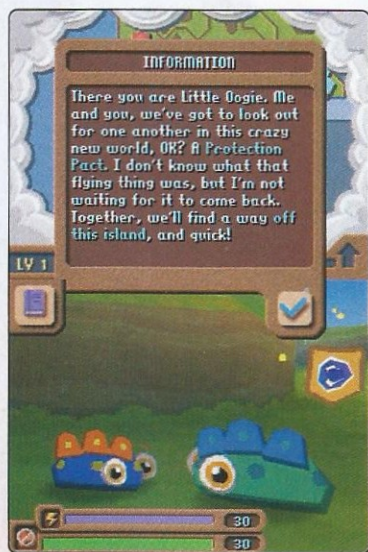 INFORMATION
There you are Little Oogie. Me
and you, we've got to look out
for one another in this crazy
new world, OK? A Protection
Pact. I don't know what that
flying thing was, but I'm not
waiting for it to come back.
Together, we'll find a way off
this island, and quick!
LV 1
30
30